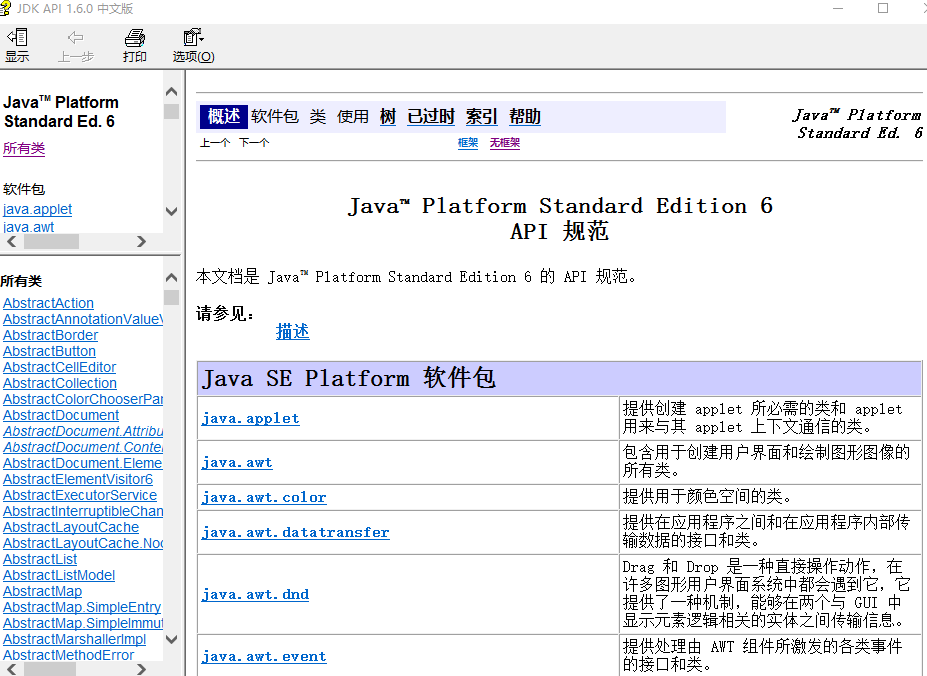 JDK API 1.6.0 中文版
显示 上一步 打印 选项(O)
Java™ Platform
Standard Ed. 6
所有类
软件包
java.applet
java.awt
所有类
AbstractAction
AbstractAnnotationValueV
AbstractBorder
AbstractButton
AbstractCellEditor
AbstractCollection
AbstractColorChooserPan
AbstractDocument
AbstractDocument.Attribu
AbstractDocument.Conte
AbstractDocument.Eleme
AbstractElementVisitor6
AbstractExecutorService
AbstractInterruptibleChan
AbstractLayoutCache
AbstractLayoutCache.Noc
AbstractList
AbstractListModel
AbstractMap
AbstractMap.SimpleEntry
AbstractMap.SimpleImmut
AbstractMarshallerImpl
AbstractMethodError
概述 软件包 类 使用 树 已过时 索引 帮助
Java™ Platform
Standard Ed. 6
上一个 下一个 框架 无框架
Java™ Platform Standard Edition 6
API 规范
本文档是 Java™ Platform Standard Edition 6 的 API 规范。
请参见：
描述
Java SE Platform 软件包
java.applet
提供创建 applet 所必需的类和 applet
用来与其 applet 上下文通信的类。
java.awt
包含用于创建用户界面和绘制图形图像的
所有类。
java.awt.color
提供用于颜色空间的类。
java.awt.datatransfer
提供在应用程序之间和在应用程序内部传
输数据的接口和类。
java.awt.dnd
Drag 和 Drop 是一种直接操作动作，在
许多图形用户界面系统中都会遇到它，它
提供了一种机制，能够在两个与 GUI 中
显示元素逻辑相关的实体之间传输信息。
java.awt.event
提供处理由 AWT 组件所激发的各类事件
的接口和类。